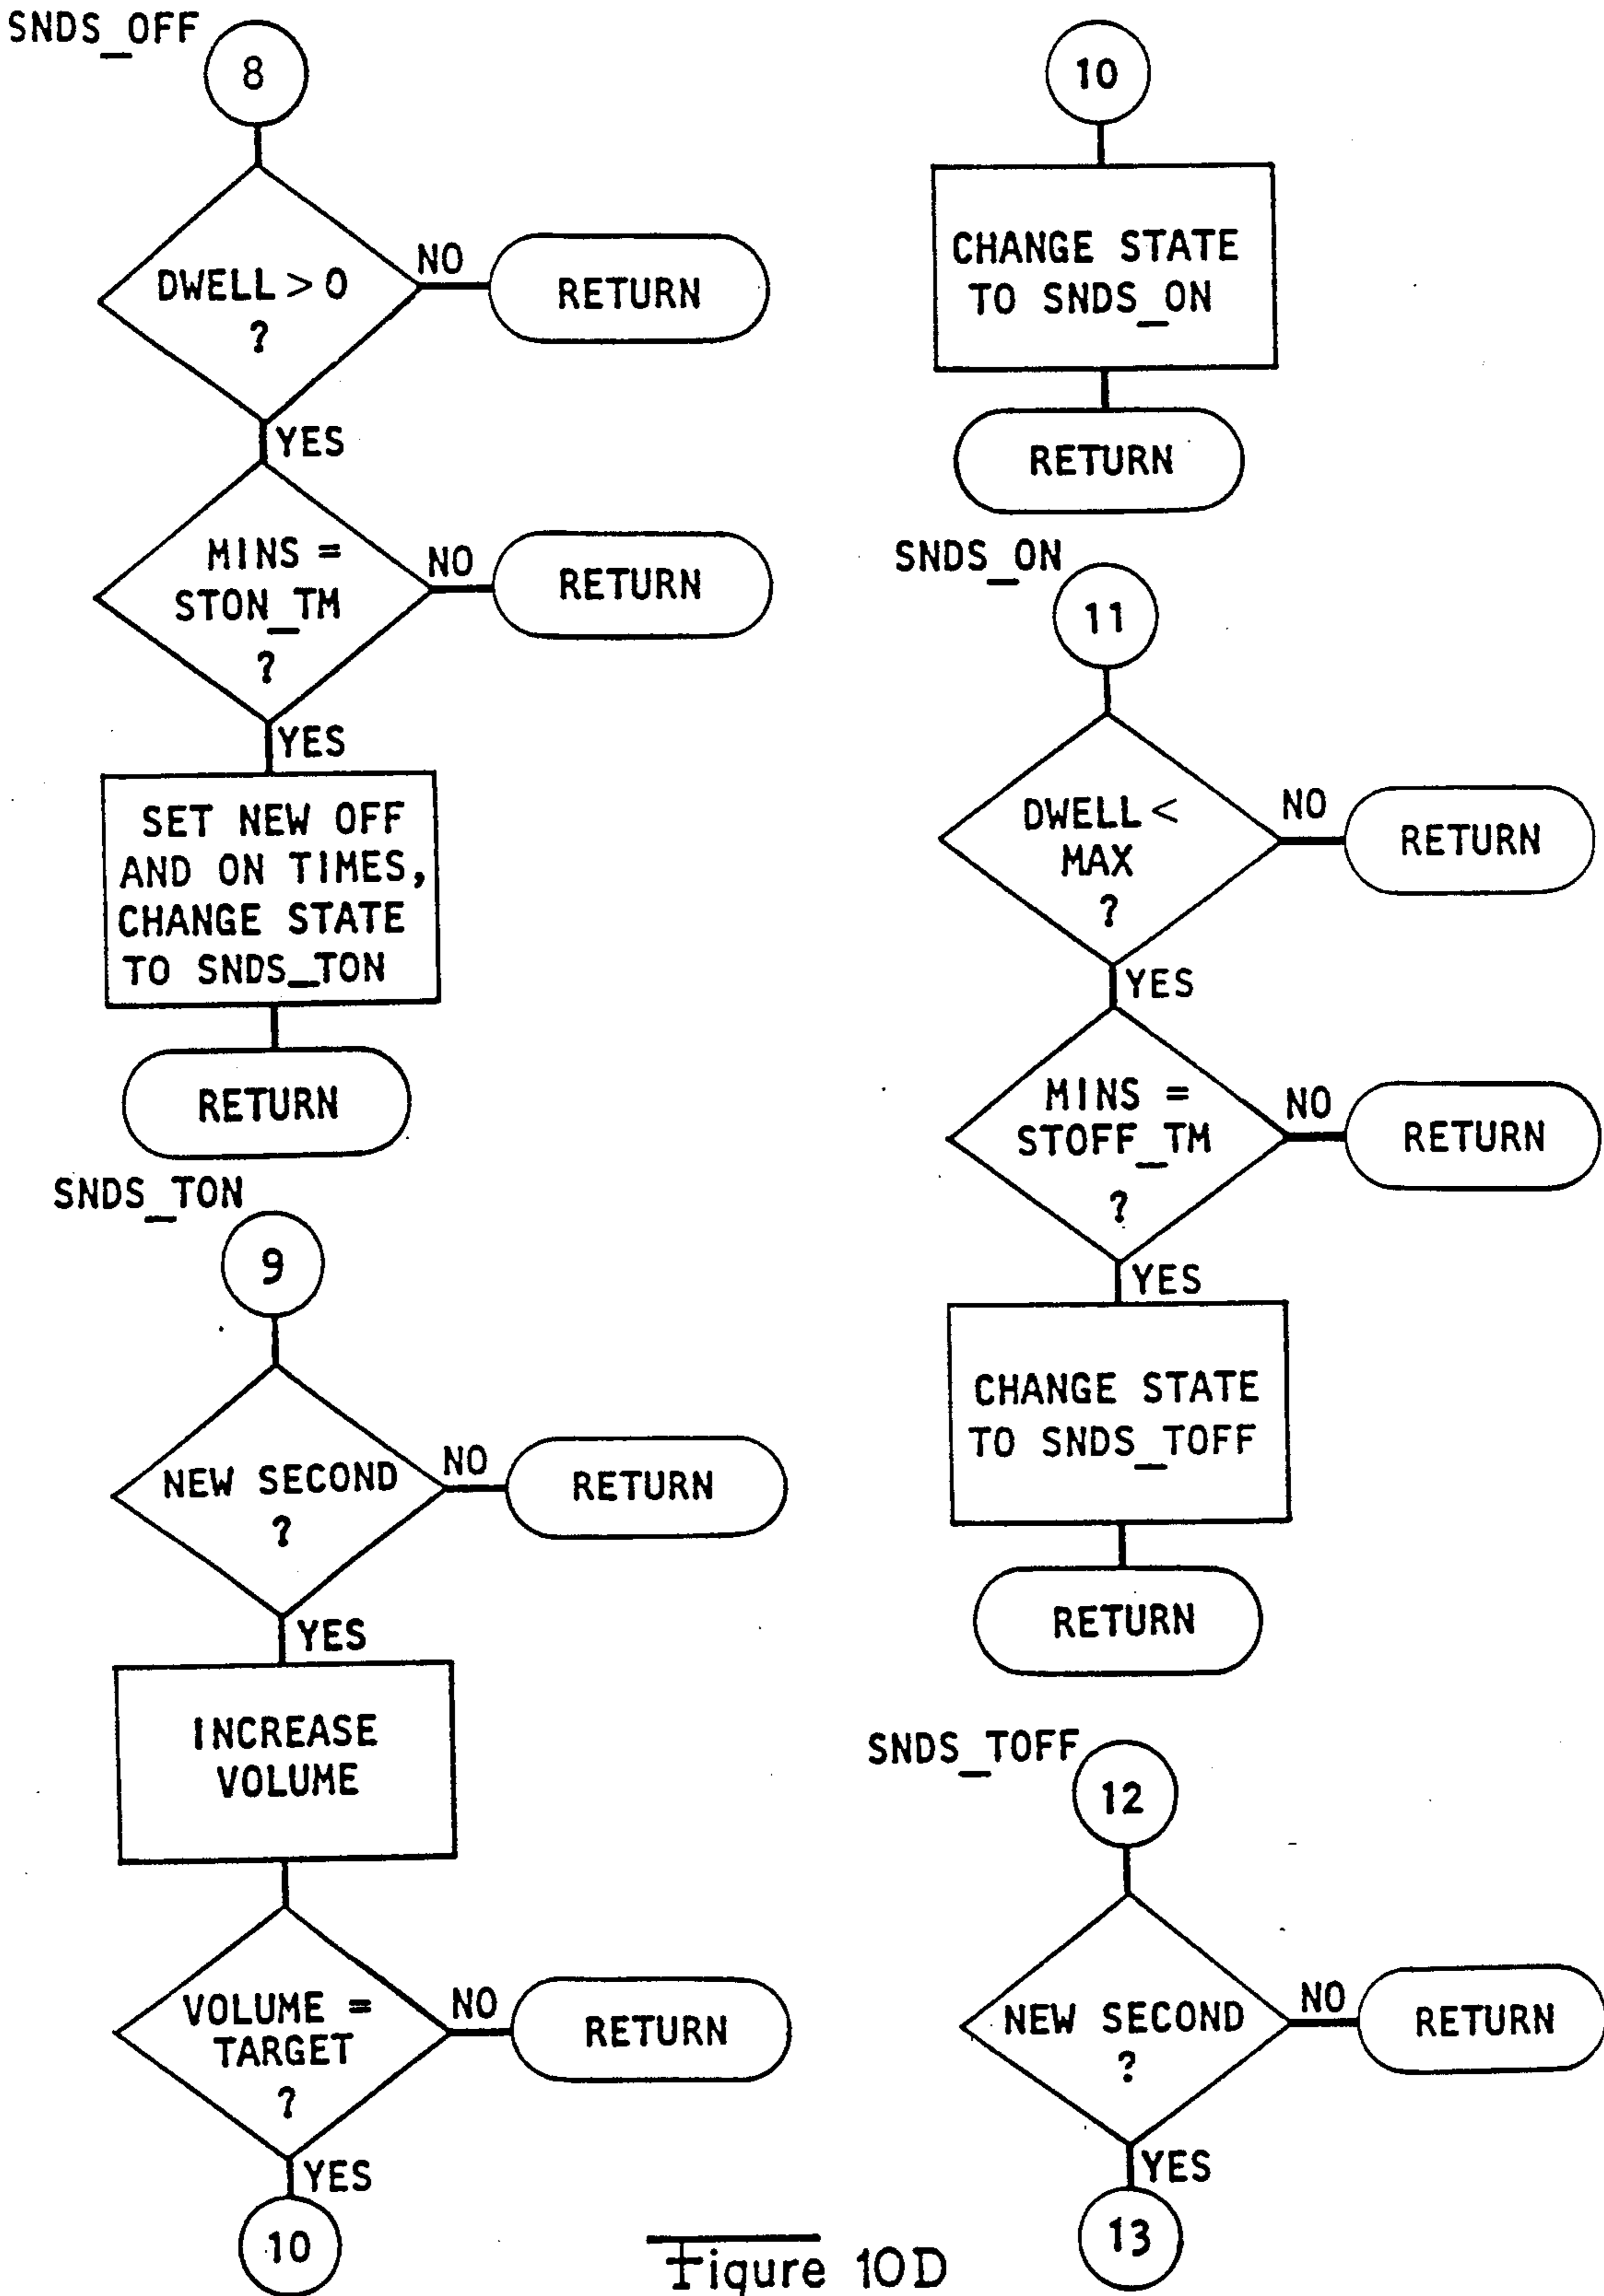 SNDS_OFF
8
DWELL > 0
?
NO
RETURN
YES
MINS =
STON_TM
?
NO
RETURN
YES
SET NEW OFF
AND ON TIMES,
CHANGE STATE
TO SNDS_TON
RETURN
SNDS_TON
9
NEW SECOND
?
NO
RETURN
YES
INCREASE
VOLUME
VOLUME =
TARGET
?
NO
RETURN
YES
10
10
CHANGE STATE
TO SNDS_ON
RETURN
SNDS_ON
11
DWELL <
MAX
?
NO
RETURN
YES
MINS =
STOFF_TM
?
NO
RETURN
YES
CHANGE STATE
TO SNDS_TOFF
RETURN
SNDS_TOFF
12
NEW SECOND
?
NO
RETURN
YES
13
Figure 10D